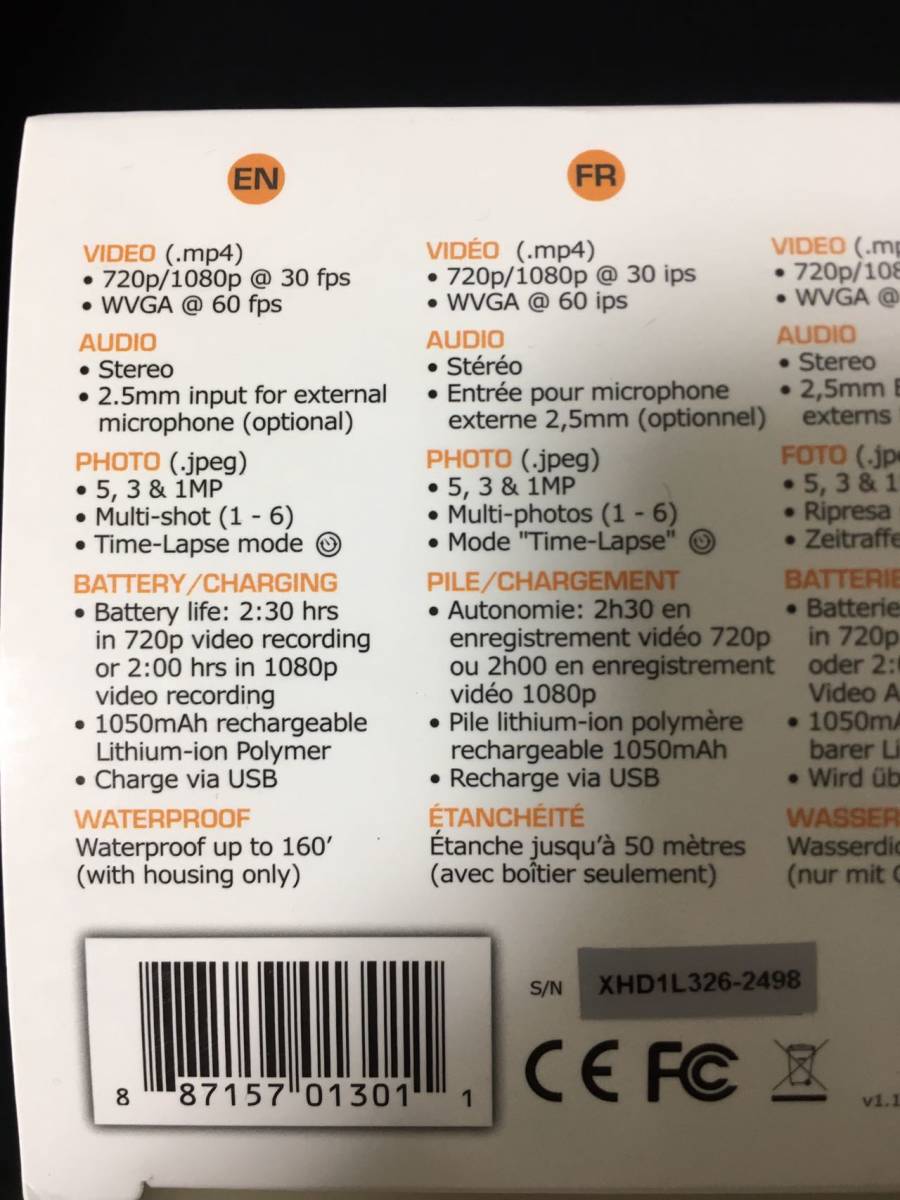 EN
VIDEO (.mp4)
• 720p/1080p @ 30 fps
• WVGA @ 60 fps
AUDIO
• Stereo
• 2.5mm input for external
microphone (optional)
PHOTO (.jpeg)
• 5, 3 & 1MP
• Multi-shot (1 - 6)
• Time-Lapse mode
BATTERY/CHARGING
• Battery life: 2:30 hrs
in 720p video recording
or 2:00 hrs in 1080p
video recording
• 1050mAh rechargeable
Lithium-ion Polymer
• Charge via USB
WATERPROOF
Waterproof up to 160’
(with housing only)
FR
VIDÉO (.mp4)
• 720p/1080p @ 30 ips
• WVGA @ 60 ips
AUDIO
• Stéréo
• Entrée pour microphone
externe 2,5mm (optionnel)
PHOTO (.jpeg)
• 5, 3 & 1MP
• Multi-photos (1 - 6)
• Mode "Time-Lapse"
PILE/CHARGEMENT
• Autonomie: 2h30 en
enregistrement vidéo 720p
ou 2h00 en enregistrement
vidéo 1080p
• Pile lithium-ion polymère
rechargeable 1050mAh
• Recharge via USB
ÉTANCHÉITÉ
Étanche jusqu’à 50 mètres
(avec boîtier seulement)
VIDEO
• 720p/
• WVGA @
AUDIO
• Stereo
• 2,5mm
externs
FOTO
• 5, 3 &
• Ripresa
•
BATTERIE
•
in 720p
oder
Video
•
• Wird
(nur mit
8 87157 01301 1
S/N XHD1L326-2498
CE FC